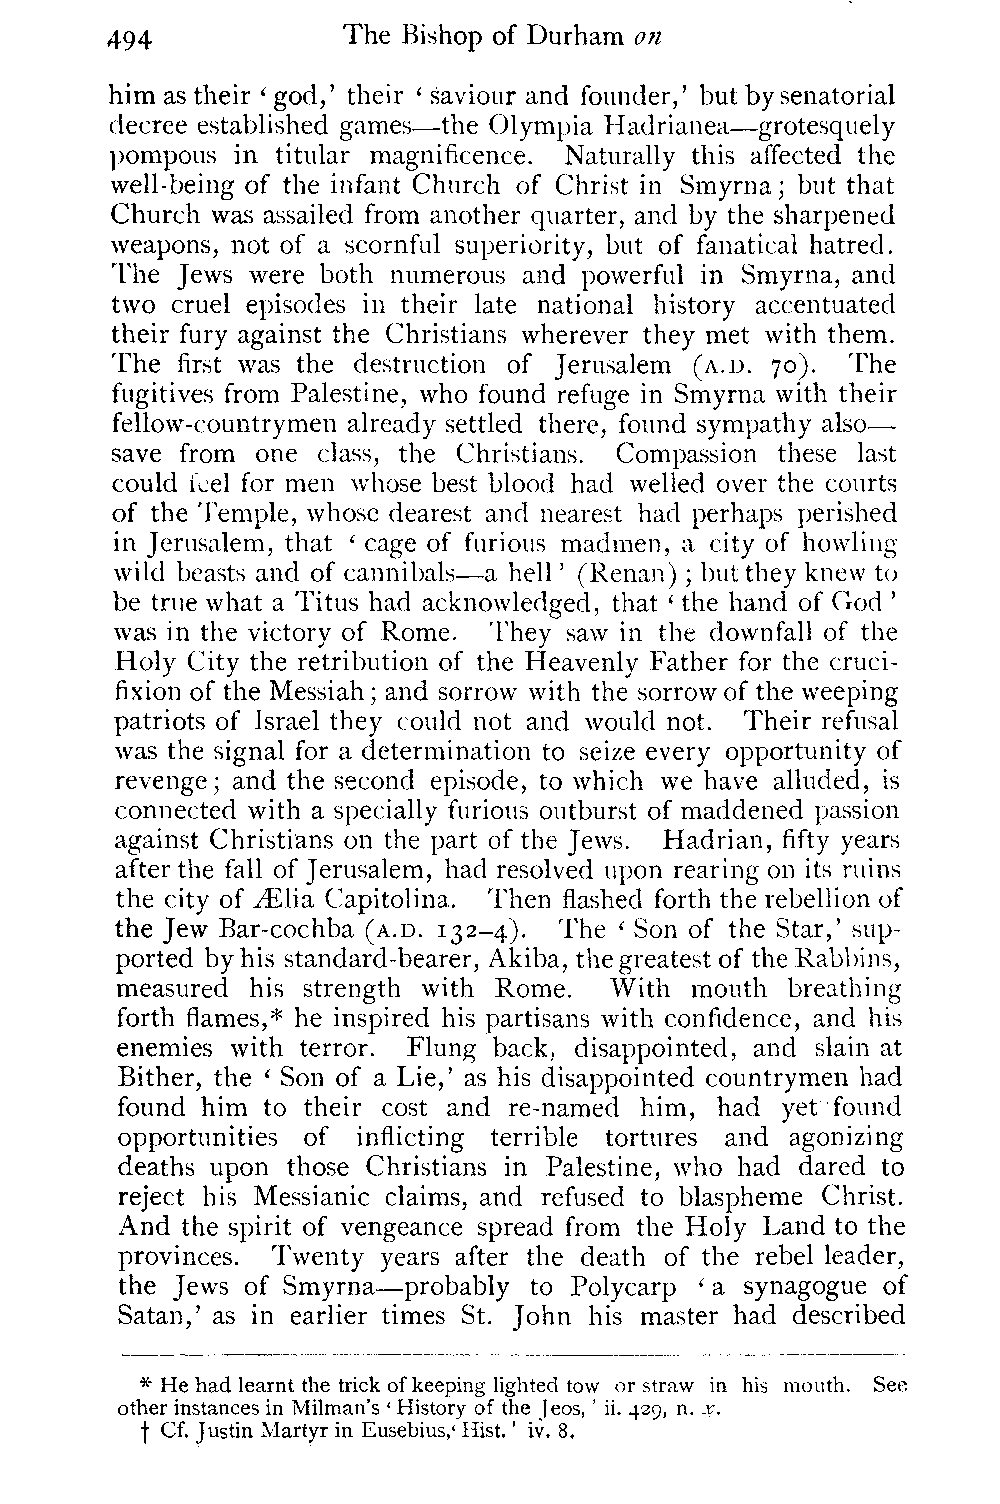 494 The Bishop of Durham on
him as their ‘ god,’ their ‘ saviour and founder,’ but by senatorial
decree established games—the Olympia Hadrianea—grotesquely
pompous in titular magnificence. Naturally this affected the
well-being of the infant Church of Christ in Smyrna; but that
Church was assailed from another quarter, and by the sharpened
weapons, not of a scornful superiority, but of fanatical hatred.
The Jews were both numerous and powerful in Smyrna, and
two cruel episodes in their late national history accentuated
their fury against the Christians wherever they met with them.
The first was the destruction of Jerusalem (A.D. 70). The
fugitives from Palestine, who found refuge in Smyrna with their
fellow-countrymen already settled there, found sympathy also—
save from one class, the Christians. Compassion these last
could feel for men whose best blood had welled over the courts
of the Temple, whose dearest and nearest had perhaps perished
in Jerusalem, that ‘ cage of furious madmen, a city of howling
wild beasts and of cannibals—a hell ’ (Renan) ; but they knew to
be true what a Titus had acknowledged, that ‘ the hand of God ’
was in the victory of Rome. They saw in the downfall of the
Holy City the retribution of the Heavenly Father for the cruci-
fixion of the Messiah; and sorrow with the sorrow of the weeping
patriots of Israel they could not and would not. Their refusal
was the signal for a determination to seize every opportunity of
revenge; and the second episode, to which we have alluded, is
connected with a specially furious outburst of maddened passion
against Christians on the part of the Jews. Hadrian, fifty years
after the fall of Jerusalem, had resolved upon rearing on its ruins
the city of Ælia Capitolina. Then flashed forth the rebellion of
the Jew Bar-cochba (A.D. 132–4). The ‘ Son of the Star,’ sup-
ported by his standard-bearer, Akiba, the greatest of the Rabbins,
measured his strength with Rome. With mouth breathing
forth flames,* he inspired his partisans with confidence, and his
enemies with terror. Flung back, disappointed, and slain at
Bither, the ‘ Son of a Lie,’ as his disappointed countrymen had
found him to their cost and re-named him, had yet found
opportunities of inflicting terrible tortures and agonizing
deaths upon those Christians in Palestine, who had dared to
reject his Messianic claims, and refused to blaspheme Christ.
And the spirit of vengeance spread from the Holy Land to the
provinces. Twenty years after the death of the rebel leader,
the Jews of Smyrna—probably to Polycarp ‘ a synagogue of
Satan,’ as in earlier times St. John his master had described
* He had learnt the trick of keeping lighted tow or straw in his mouth. See
other instances in Milman's ‘ History of the Jeos, ’ ii. 429, n. x.
† Cf. Justin Martyr in Eusebius,‘ Hist. ’ iv. 8.